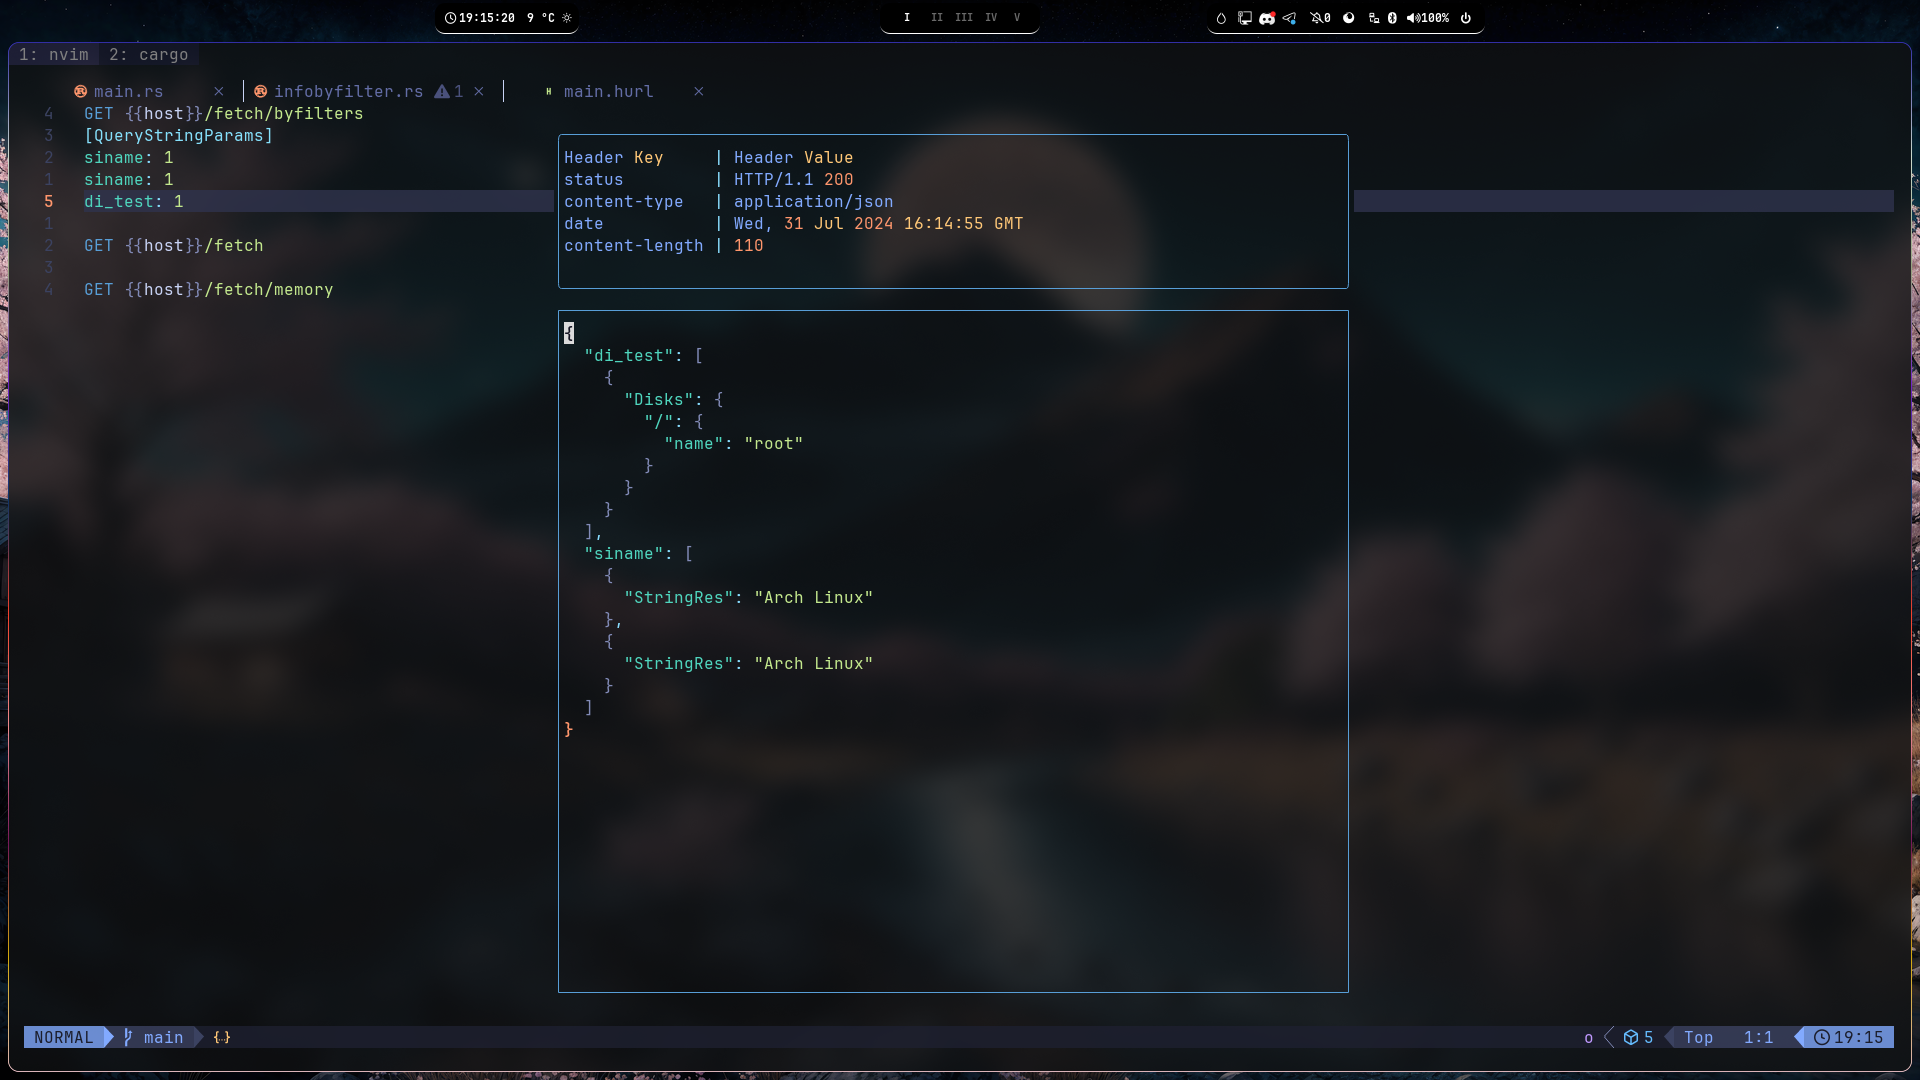 19:15:20 9 °C
I II III IV V
0 100%
1: nvim 2: cargo
main.rs × infobyfilter.rs 1 × H main.hurl ×
4 GET {{host}}/fetch/byfilters
3 [QueryStringParams]
2 siname: 1
1 siname: 1
5 di_test: 1
1
2 GET {{host}}/fetch
3
4 GET {{host}}/fetch/memory
Header Key | Header Value
status | HTTP/1.1 200
content-type | application/json
date | Wed, 31 Jul 2024 16:14:55 GMT
content-length | 110
{
"di_test": [
{
"Disks": {
"/": {
"name": "root"
}
}
}
],
"siname": [
{
"StringRes": "Arch Linux"
},
{
"StringRes": "Arch Linux"
}
]
}
NORMAL main {..} o 5 Top 1:1 19:15